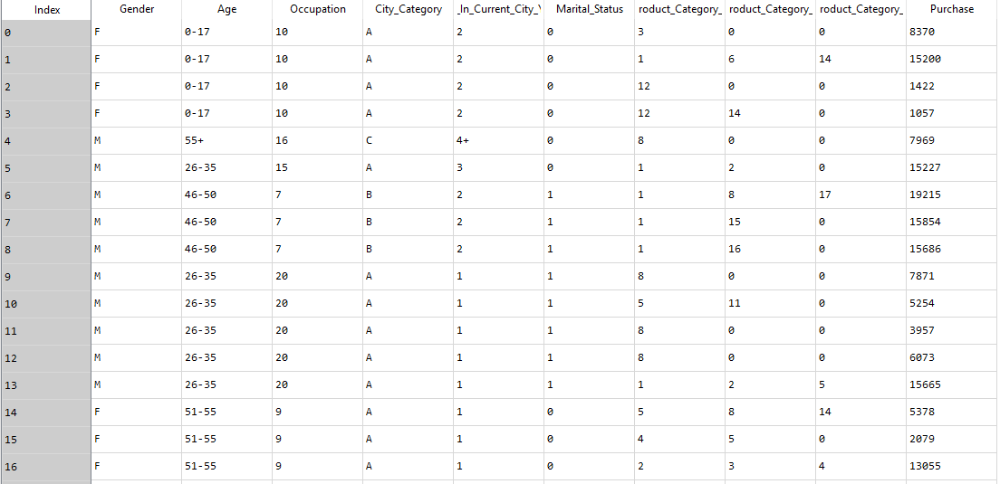 Index Gender Age Occupation City_Category _In_Current_City_Y Marital_Status roduct_Category_ roduct_Category_ roduct_Category_ Purchase
0 F 0-17 10 A 2 0 3 0 0 8370
1 F 0-17 10 A 2 0 1 6 14 15200
2 F 0-17 10 A 2 0 12 0 0 1422
3 F 0-17 10 A 2 0 12 14 0 1057
4 M 55+ 16 C 4+ 0 8 0 0 7969
5 M 26-35 15 A 3 0 1 2 0 15227
6 M 46-50 7 B 2 1 1 8 17 19215
7 M 46-50 7 B 2 1 1 15 0 15854
8 M 46-50 7 B 2 1 1 16 0 15686
9 M 26-35 20 A 1 1 8 0 0 7871
10 M 26-35 20 A 1 1 5 11 0 5254
11 M 26-35 20 A 1 1 8 0 0 3957
12 M 26-35 20 A 1 1 8 0 0 6073
13 M 26-35 20 A 1 1 1 2 5 15665
14 F 51-55 9 A 1 0 5 8 14 5378
15 F 51-55 9 A 1 0 4 5 0 2079
16 F 51-55 9 A 1 0 2 3 4 13055